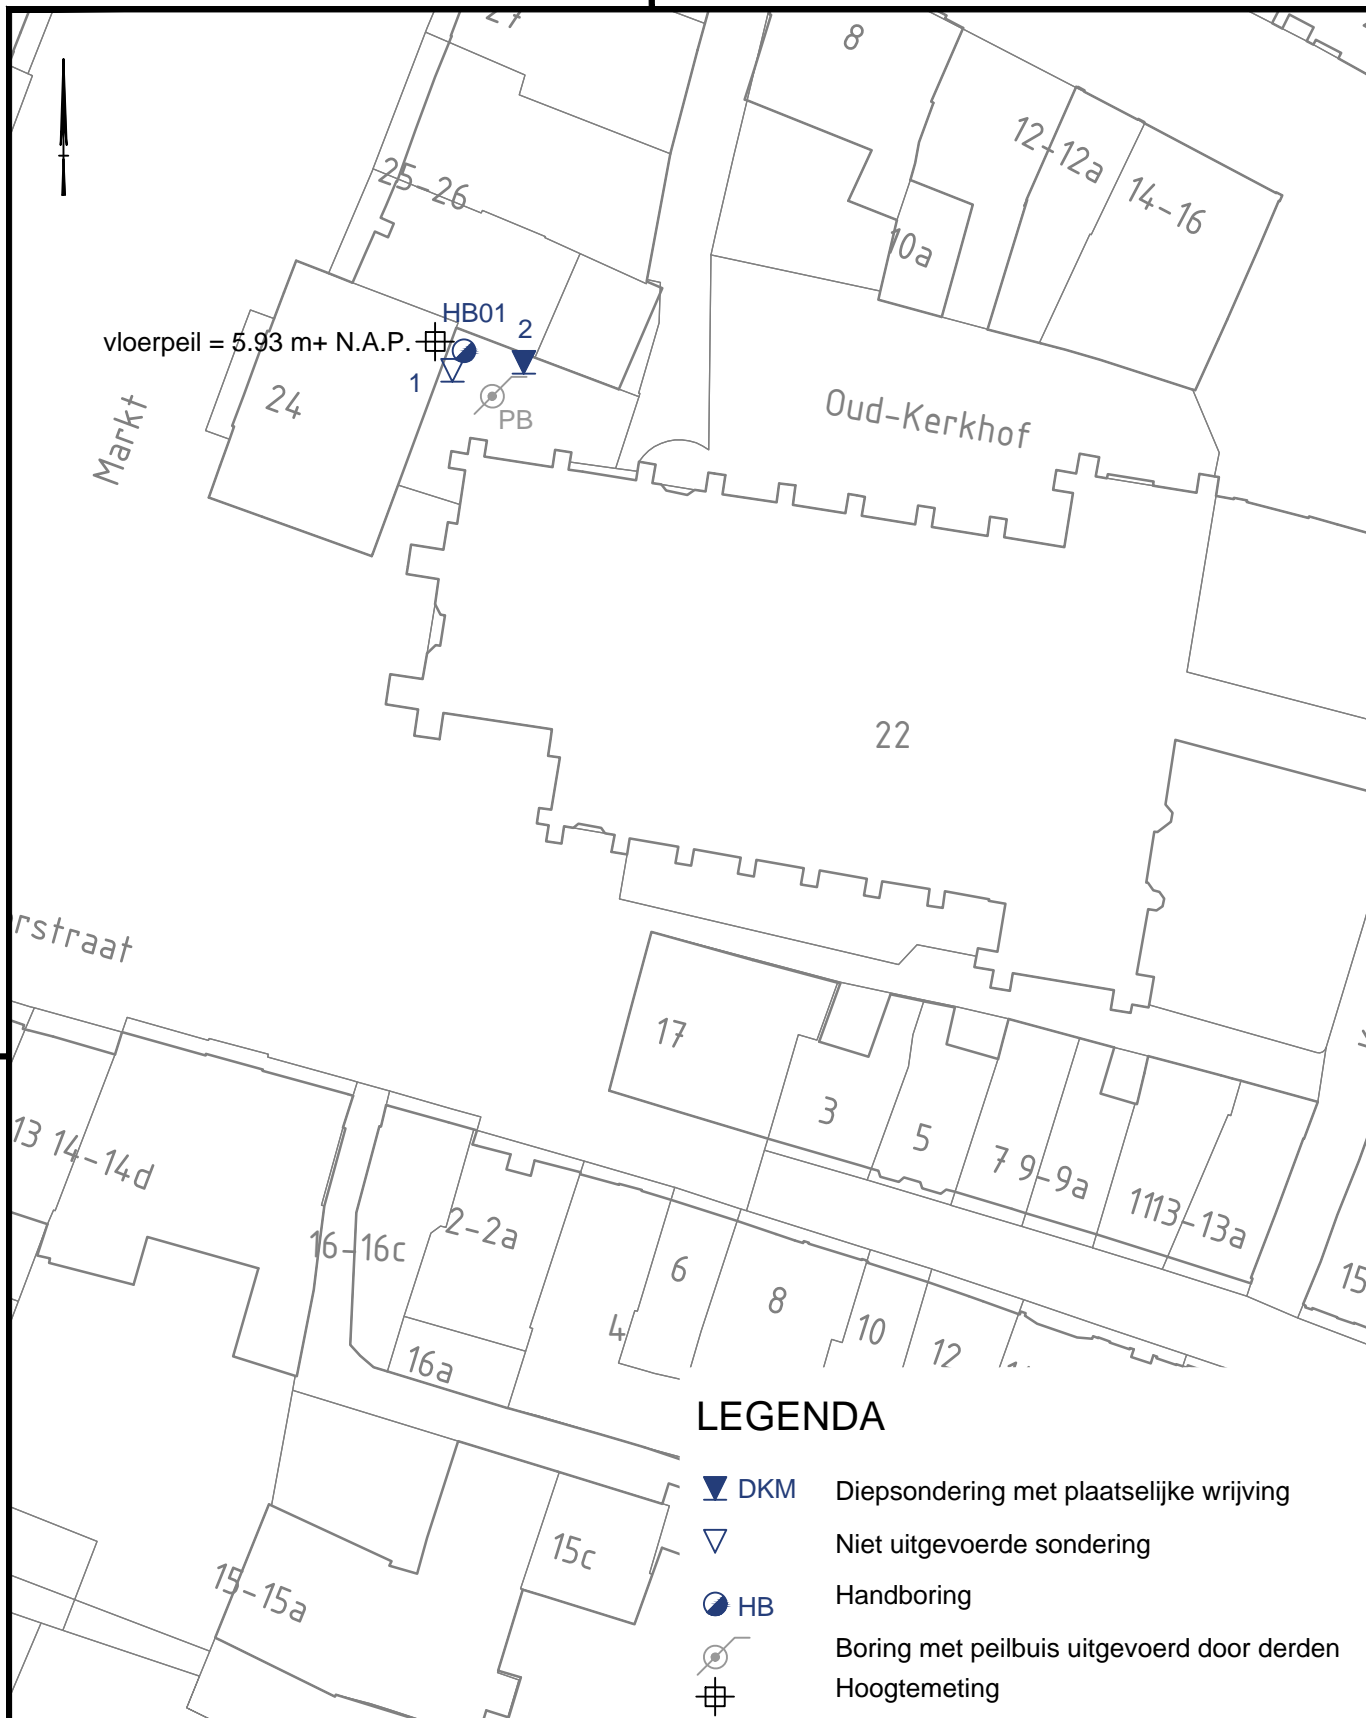 8
12-12a
14-16
25-26
10a
HB01
2
vloerpeil = 5.93 m+ N.A.P.
1
24
PB
Oud-Kerkhof
Markt
22
rstraat
17
3
5
7
9-9a
11
13-13a
15
13
14-14d
16-16c
2-2a
6
4
8
10
12
16a
15c
15-15a
LEGENDA
DKM Diepsondering met plaatselijke wrijving
Niet uitgevoerde sondering
HB Handboring
Boring met peilbuis uitgevoerd door derden
Hoogtemeting